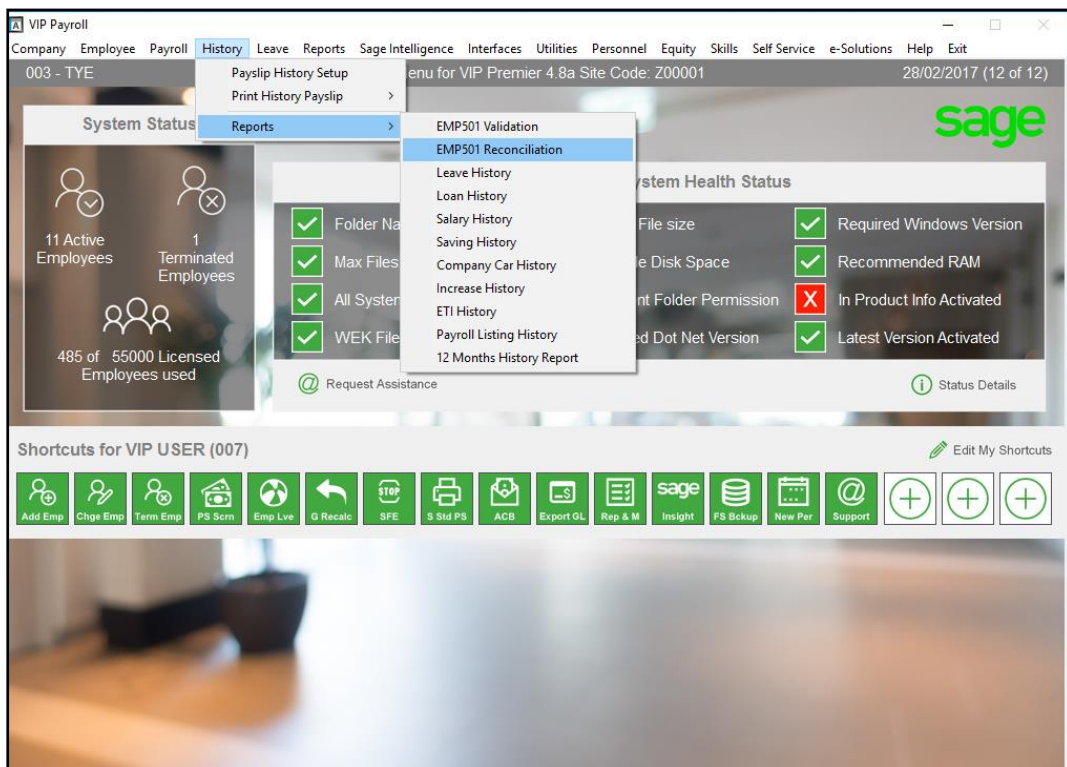 VIP Payroll
Company Employee Payroll History Leave Reports Sage Intelligence Interfaces Utilities Personnel Equity Skills Self Service e-Solutions Help Exit
003 - TYE
enu for VIP Premier 4.8a Site Code: Z00001
28/02/2017 (12 of 12)
Payslip History Setup
Print History Payslip >
Reports >
EMP501 Validation
EMP501 Reconciliation
Leave History
Loan History
Salary History
Saving History
Company Car History
Increase History
ETI History
Payroll Listing History
12 Months History Report
sage
System Status
11 Active
Employees
1
Terminated
Employees
485 of 55000 Licensed
Employees used
ystem Health Status
Folder Na
File size
Required Windows Version
Max Files
e Disk Space
Recommended RAM
All System
nt Folder Permission
X In Product Info Activated
WEK File
ed Dot Net Version
Latest Version Activated
@ Request Assistance
i Status Details
Shortcuts for VIP USER (007)
Edit My Shortcuts
Add Emp
Chge Emp
Term Emp
PS Scrn
Emp Lve
G Recalc
STOP
SFE
S Std PS
ACB
Export GL
Rep & M
sage
Insight
FS Bckup
New Per
@
Support